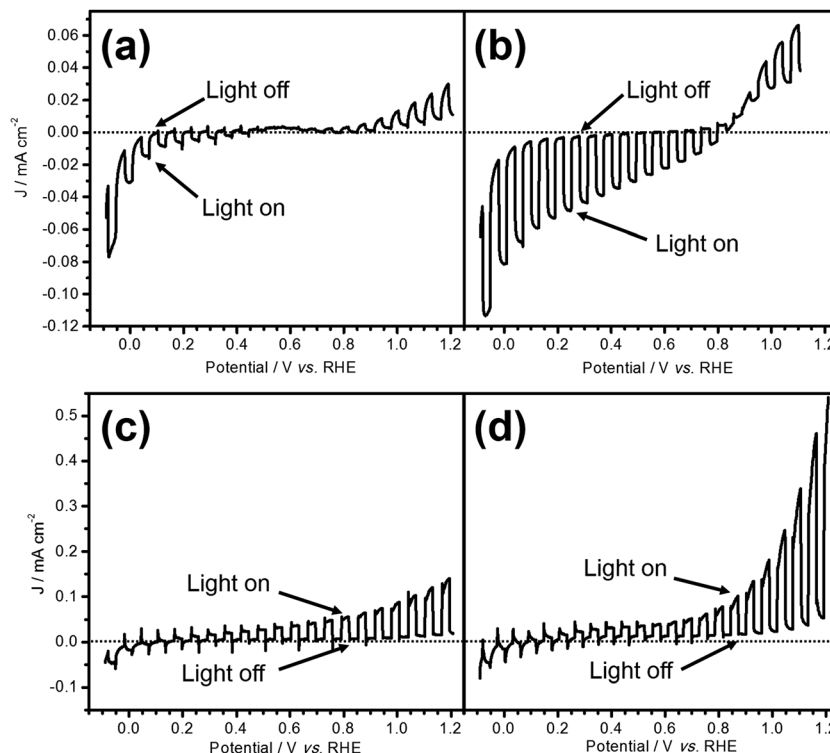 (a)
(b)
0.06
0.04
0.02
0.00
-0.02
-0.04
-0.06
-0.08
-0.10
-0.12
J / mA cm⁻²
Light off
Light on
Light off
Light on
0.0 0.2 0.4 0.6 0.8 1.0 1.2
0.0 0.2 0.4 0.6 0.8 1.0 1.2
Potential / V vs. RHE
Potential / V vs. RHE
(c)
(d)
0.5
0.4
0.3
0.2
0.1
0.0
-0.1
J / mA cm⁻²
Light on
Light off
Light on
Light off
0.0 0.2 0.4 0.6 0.8 1.0 1.2
0.0 0.2 0.4 0.6 0.8 1.0 1.2
Potential / V vs. RHE
Potential / V vs. RHE